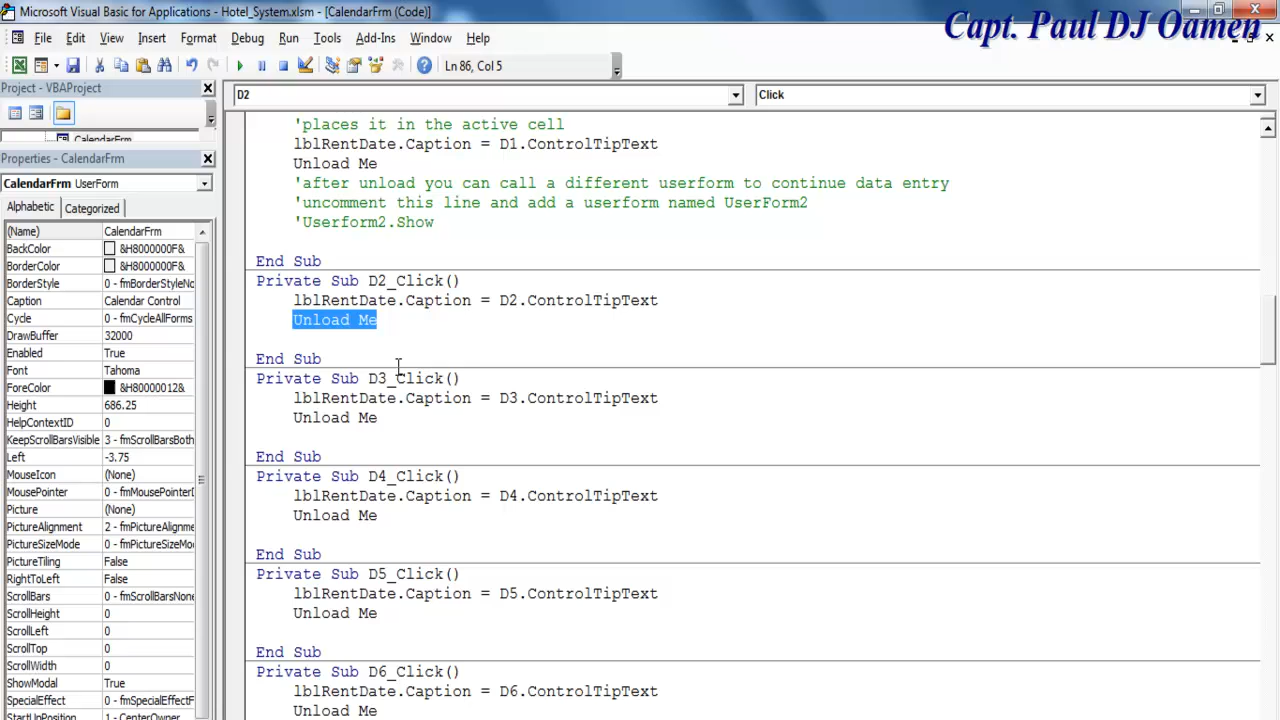 Microsoft Visual Basic for Applications - Hotel_System.xlsm - [CalendarFrm (Code)]
Capt. Paul DJ Oamen
File Edit View Insert Format Debug Run Tools Add-Ins Window Help
Ln 86, Col 5
Project - VBAProject
CalendarFrm
Properties - CalendarFrm
CalendarFrm UserForm
Alphabetic Categorized
(Name) CalendarFrm
BackColor &H8000000F&
BorderColor &H8000000F&
BorderStyle 0 - fmBorderStyleNo
Caption Calendar Control
Cycle 0 - fmCycleAllForms
DrawBuffer 32000
Enabled True
Font Tahoma
ForeColor &H80000012&
Height 686.25
HelpContextID 0
KeepScrollBarsVisible 3 - fmScrollBarsBoth
Left -3.75
MouseIcon (None)
MousePointer 0 - fmMousePointerD
Picture (None)
PictureAlignment 2 - fmPictureAlignme
PictureSizeMode 0 - fmPictureSizeMo
PictureTiling False
RightToLeft False
ScrollBars 0 - fmScrollBarsNone
ScrollHeight 0
ScrollLeft 0
ScrollTop 0
ScrollWidth 0
ShowModal True
SpecialEffect 0 - fmSpecialEffectF
StartUpPosition 1 - CenterOwner
D2 Click
'places it in the active cell
lblRentDate.Caption = D1.ControlTipText
Unload Me
'after unload you can call a different userform to continue data entry
'uncomment this line and add a userform named UserForm2
'Userform2.Show
End Sub
Private Sub D2_Click()
lblRentDate.Caption = D2.ControlTipText
Unload Me
End Sub
Private Sub D3_Click()
lblRentDate.Caption = D3.ControlTipText
Unload Me
End Sub
Private Sub D4_Click()
lblRentDate.Caption = D4.ControlTipText
Unload Me
End Sub
Private Sub D5_Click()
lblRentDate.Caption = D5.ControlTipText
Unload Me
End Sub
Private Sub D6_Click()
lblRentDate.Caption = D6.ControlTipText
Unload Me